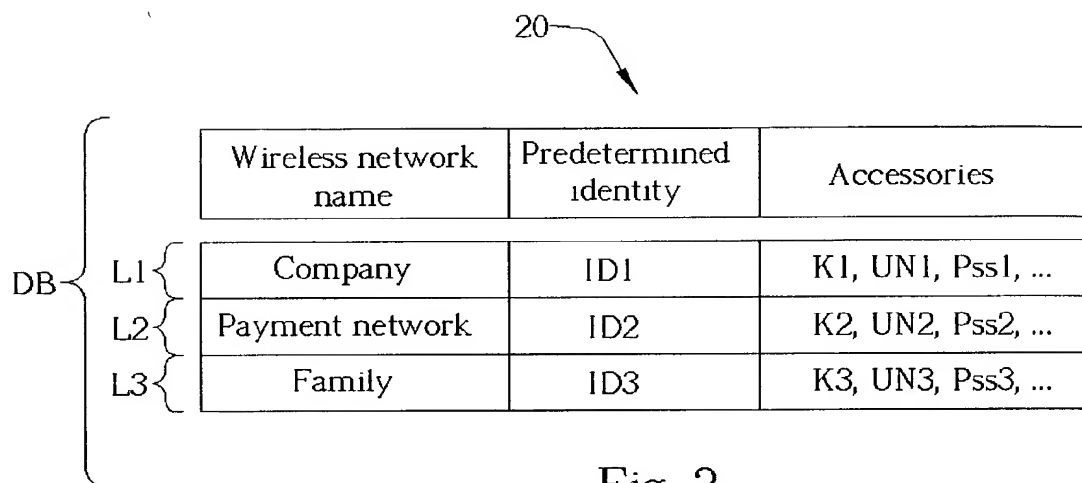 20
Wireless network name
Predetermined identity
Accessories
DB
L1
Company
ID1
K1, UN1, Pss1, ...
L2
Payment network
ID2
K2, UN2, Pss2, ...
L3
Family
ID3
K3, UN3, Pss3, ...